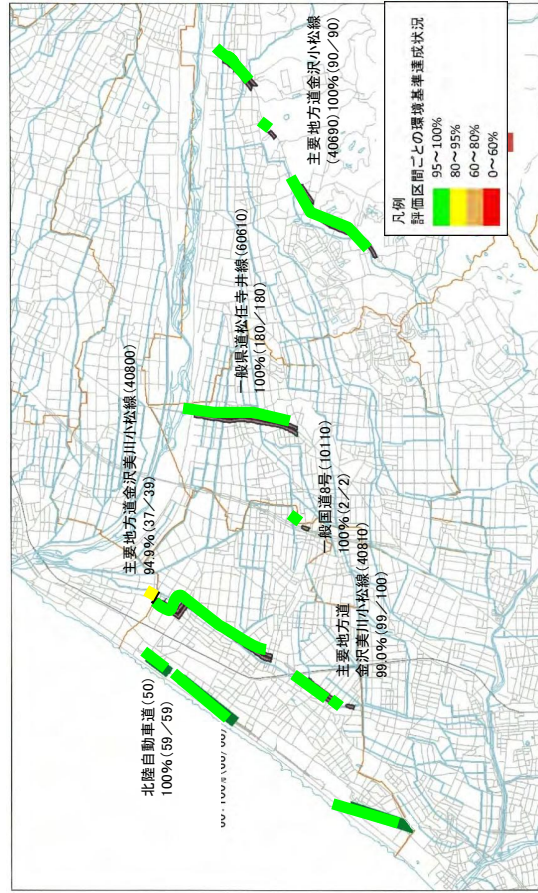 主要地方道金沢美川小松線(40800)
94.9%(37/39)
北陸自動車道(50)
100%(59/59)
一般県道松任寺井線(60610)
100%(180/180)
一般国道8号(10110)
100%(2/2)
主要地方道
金沢美川小松線(40810)
99.0%(99/100)
主要地方道金沢小松線
(40690)100%(90/90)
凡例
評価区間ごとの環境基準達成状況
95~100%
80~95%
60~80%
0~60%